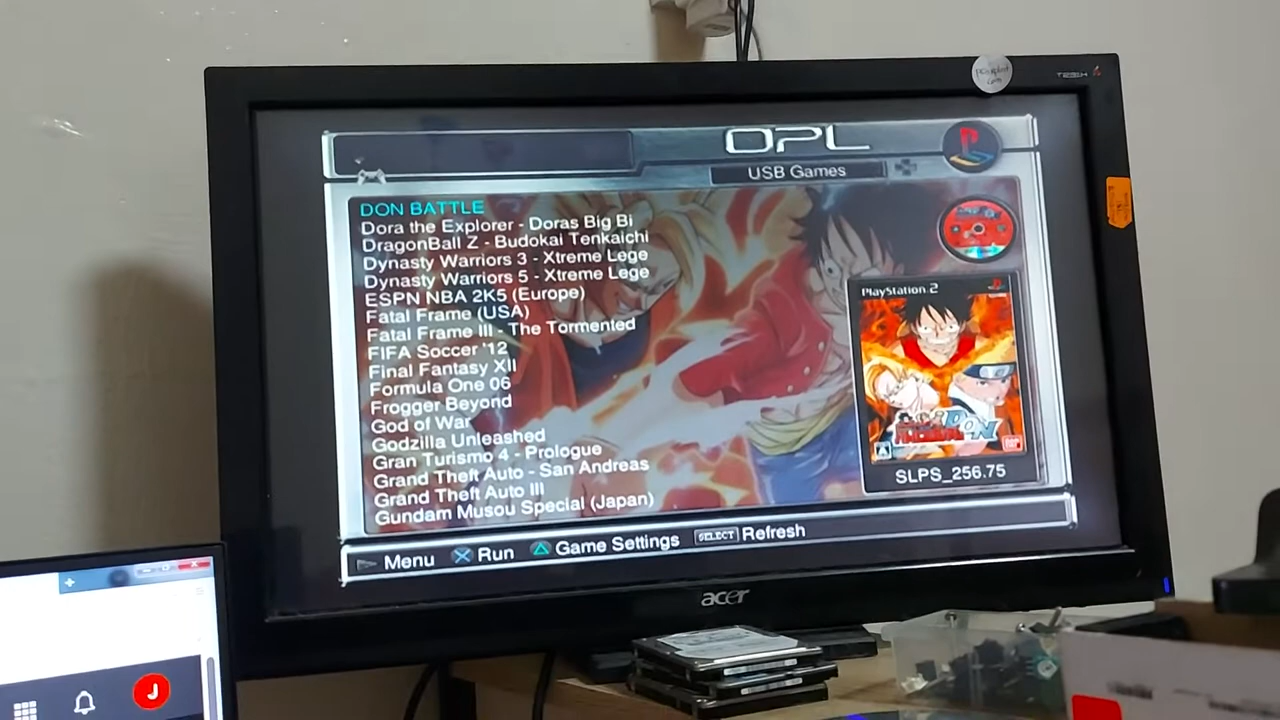 OPL
USB Games
DON BATTLE
Dora the Explorer - Doras Big Bi
DragonBall Z - Budokai Tenkaichi
Dynasty Warriors 3 - Xtreme Lege
Dynasty Warriors 5 - Xtreme Lege
ESPN NBA 2K5 (Europe)
Fatal Frame (USA)
Fatal Frame III - The Tormented
FIFA Soccer '12
Final Fantasy XII
Formula One 06
Frogger Beyond
God of War
Godzilla Unleashed
Gran Turismo 4 - Prologue
Grand Theft Auto - San Andreas
Grand Theft Auto III
Gundam Musou Special (Japan)
PlayStation 2
SLPS_256.75
Menu
Run
Game Settings
SELECT Refresh
acer
J